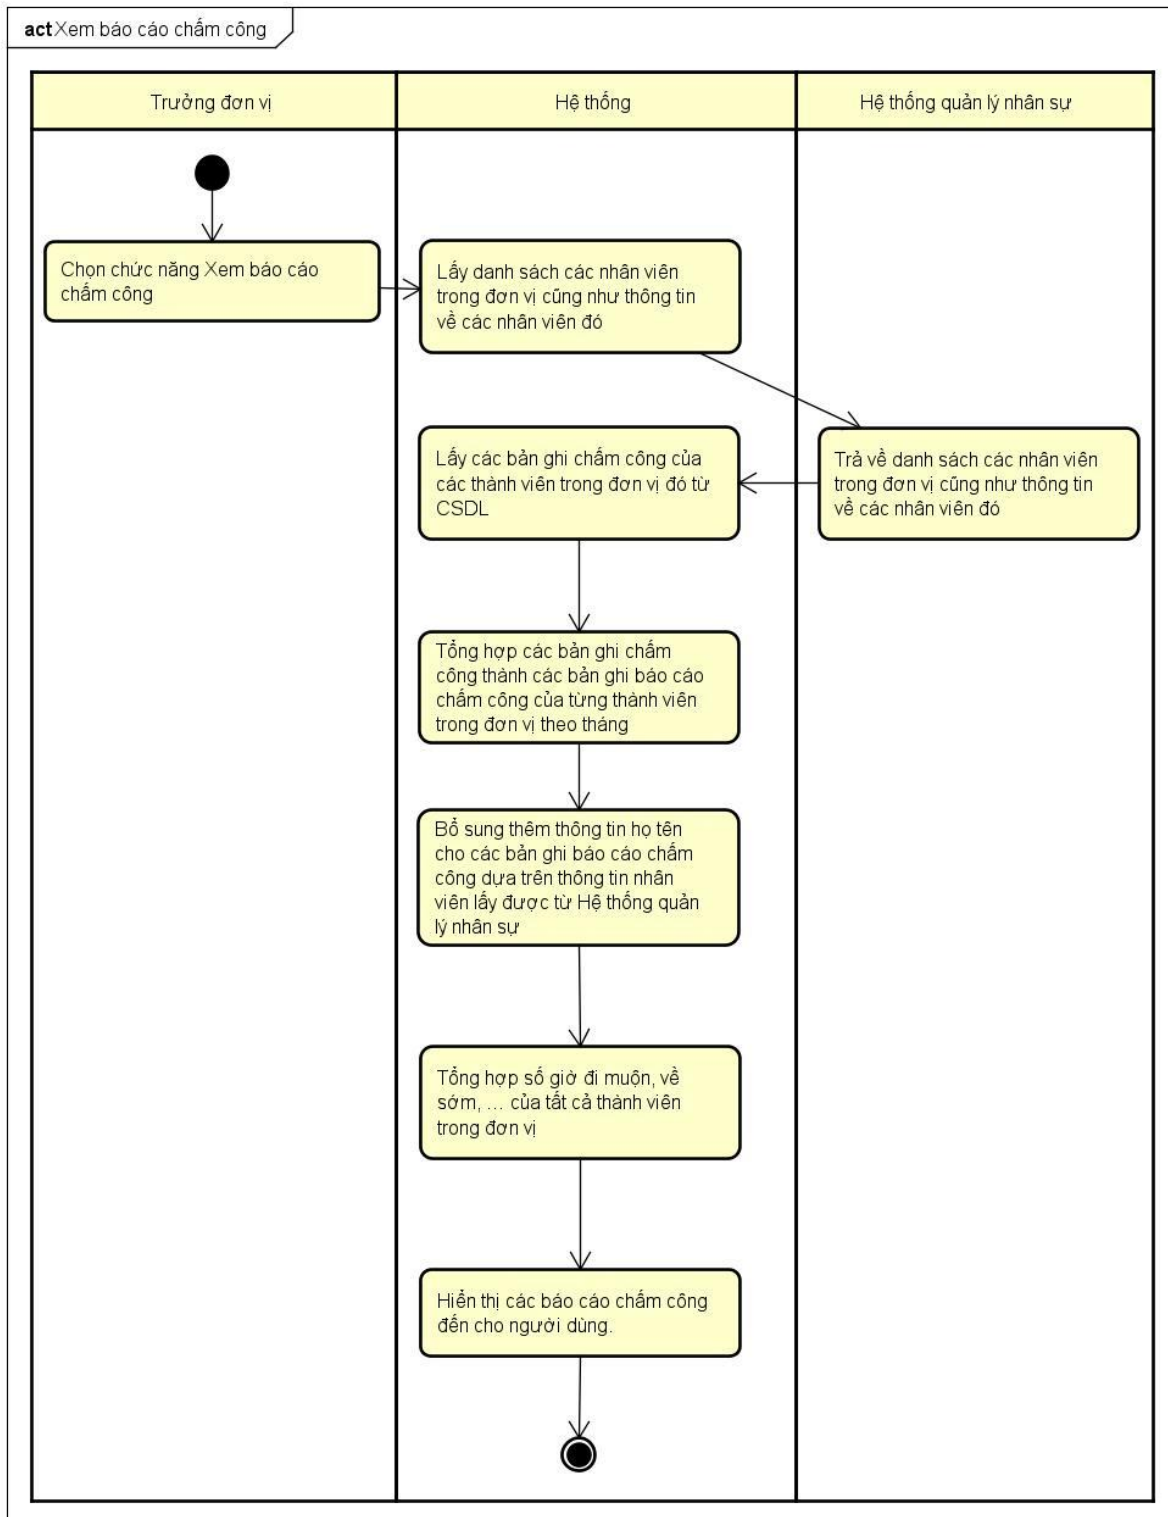 act Xem báo cáo chấm công
Trưởng đơn vị
Hệ thống
Hệ thống quản lý nhân sự
Chọn chức năng Xem báo cáo
chấm công
Lấy danh sách các nhân viên
trong đơn vị cũng như thông tin
về các nhân viên đó
Lấy các bản ghi chấm công của
các thành viên trong đơn vị đó từ
CSDL
Trả về danh sách các nhân viên
trong đơn vị cũng như thông tin
về các nhân viên đó
Tổng hợp các bản ghi chấm
công thành các bản ghi báo cáo
chấm công của từng thành viên
trong đơn vị theo tháng
Bổ sung thêm thông tin họ tên
cho các bản ghi báo cáo chấm
công dựa trên thông tin nhân
viên lấy được từ Hệ thống quản
lý nhân sự
Tổng hợp số giờ đi muộn, về
sớm, ... của tất cả thành viên
trong đơn vị
Hiển thị các báo cáo chấm công
đến cho người dùng.